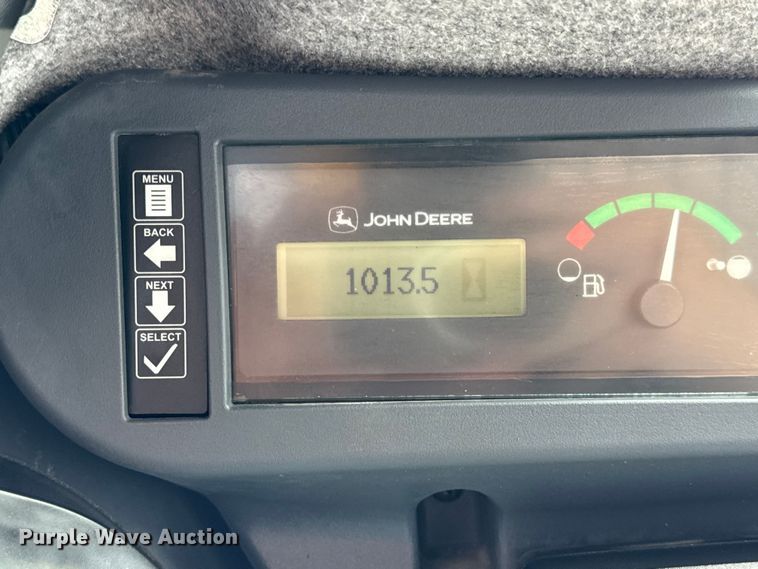 MENU
BACK
NEXT
SELECT
JOHN DEERE
1013.5
Purple Wave Auction